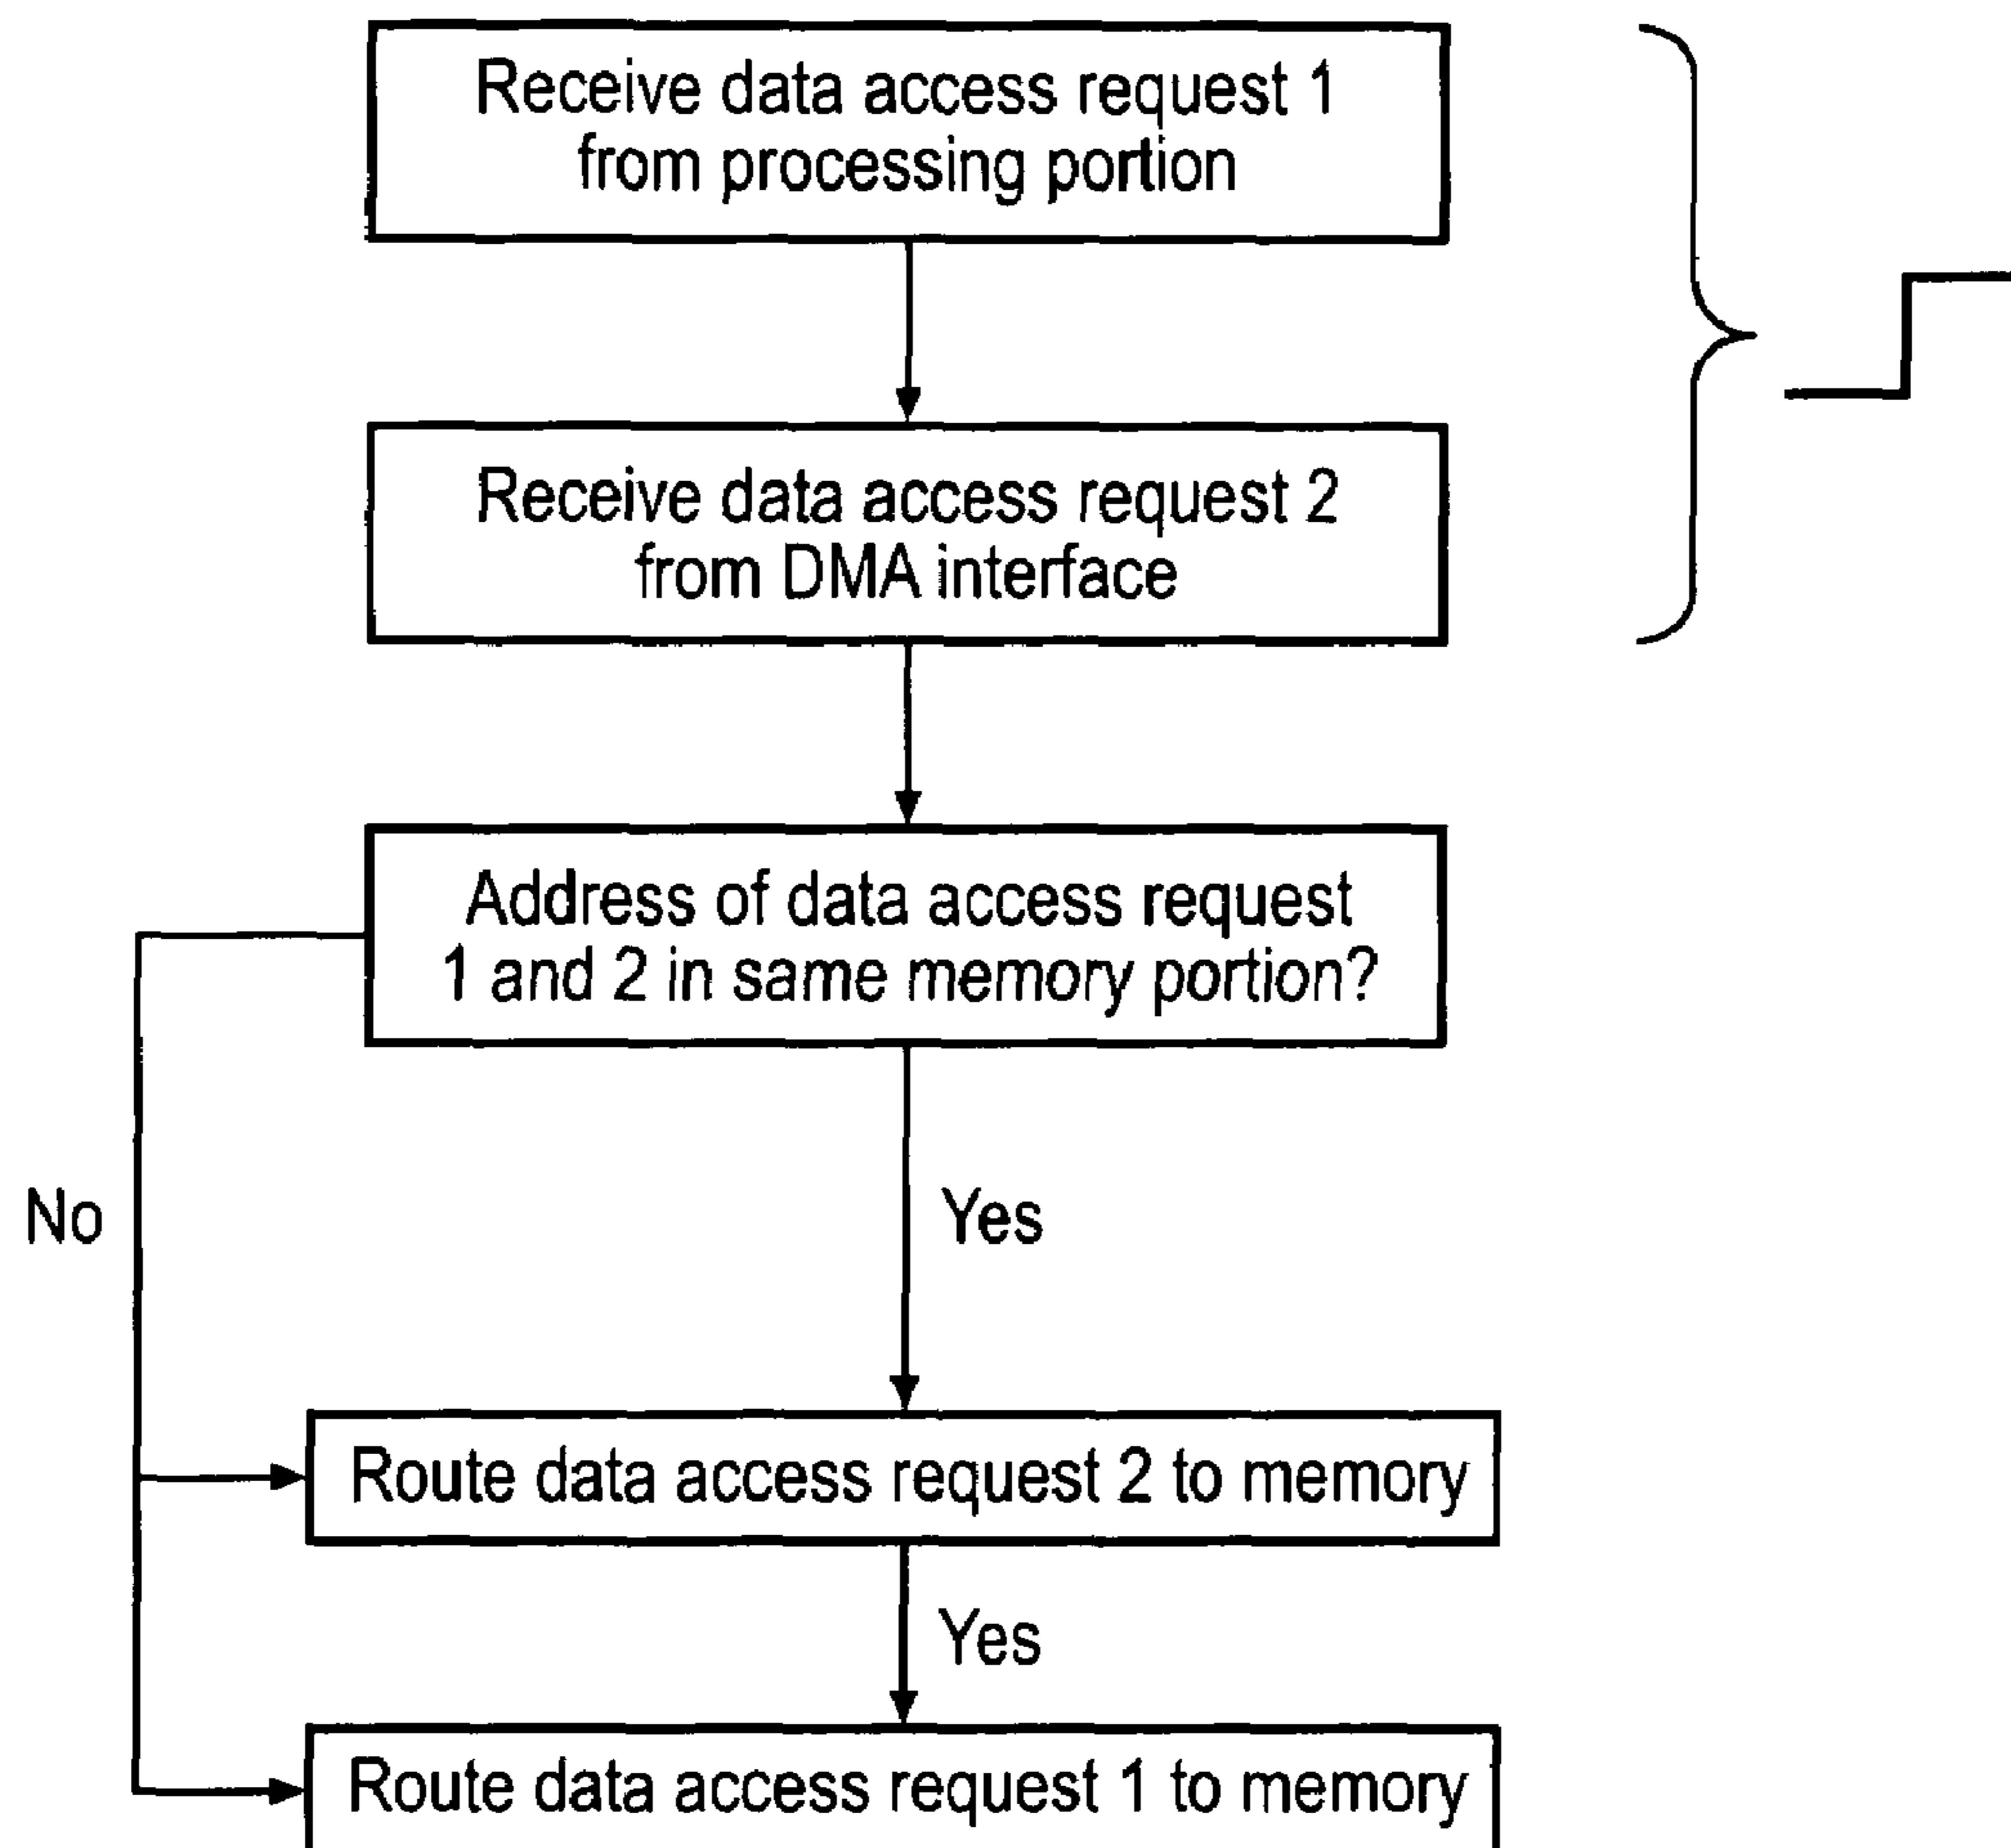 Receive data access request 1
from processing portion
Receive data access request 2
from DMA interface
Address of data access request
1 and 2 in same memory portion?
No
Yes
Route data access request 2 to memory
Yes
Route data access request 1 to memory